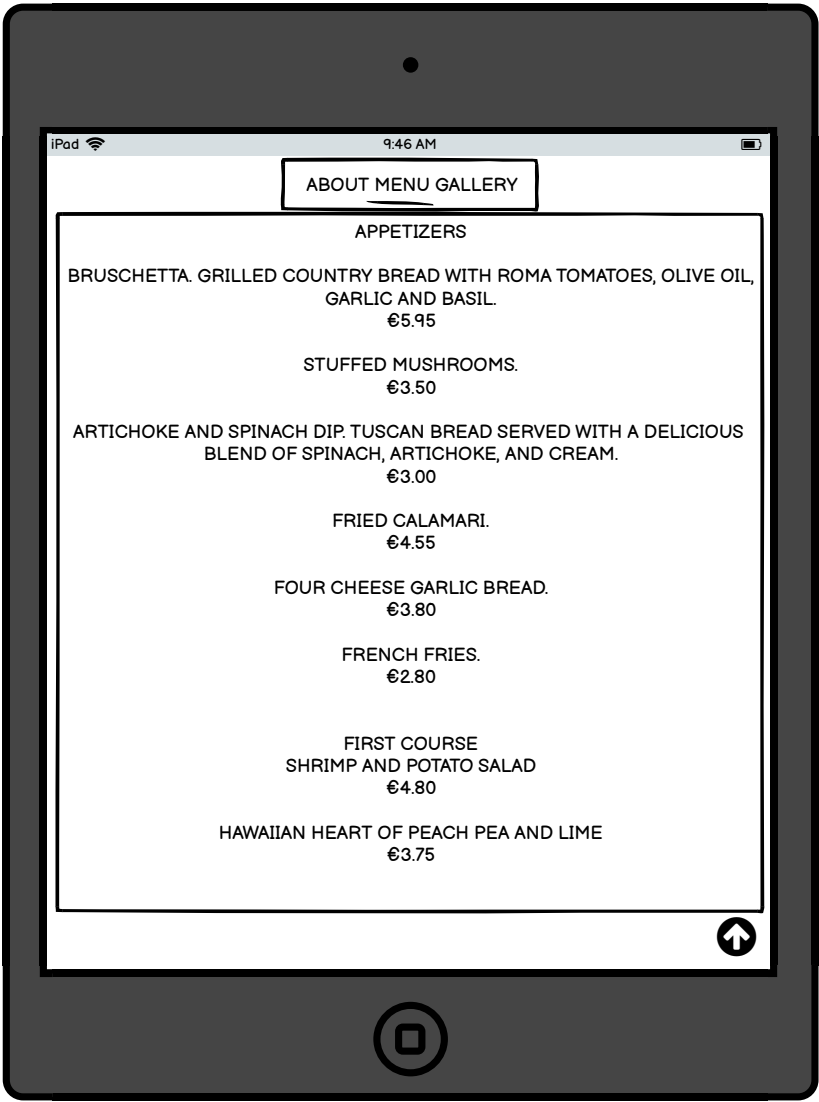 iPad 9:46 AM
ABOUT MENU GALLERY
APPETIZERS
BRUSCHETTA. GRILLED COUNTRY BREAD WITH ROMA TOMATOES, OLIVE OIL,
GARLIC AND BASIL.
€5.95
STUFFED MUSHROOMS.
€3.50
ARTICHOKE AND SPINACH DIP. TUSCAN BREAD SERVED WITH A DELICIOUS
BLEND OF SPINACH, ARTICHOKE, AND CREAM.
€3.00
FRIED CALAMARI.
€4.55
FOUR CHEESE GARLIC BREAD.
€3.80
FRENCH FRIES.
€2.80
FIRST COURSE
SHRIMP AND POTATO SALAD
€4.80
HAWAIIAN HEART OF PEACH PEA AND LIME
€3.75